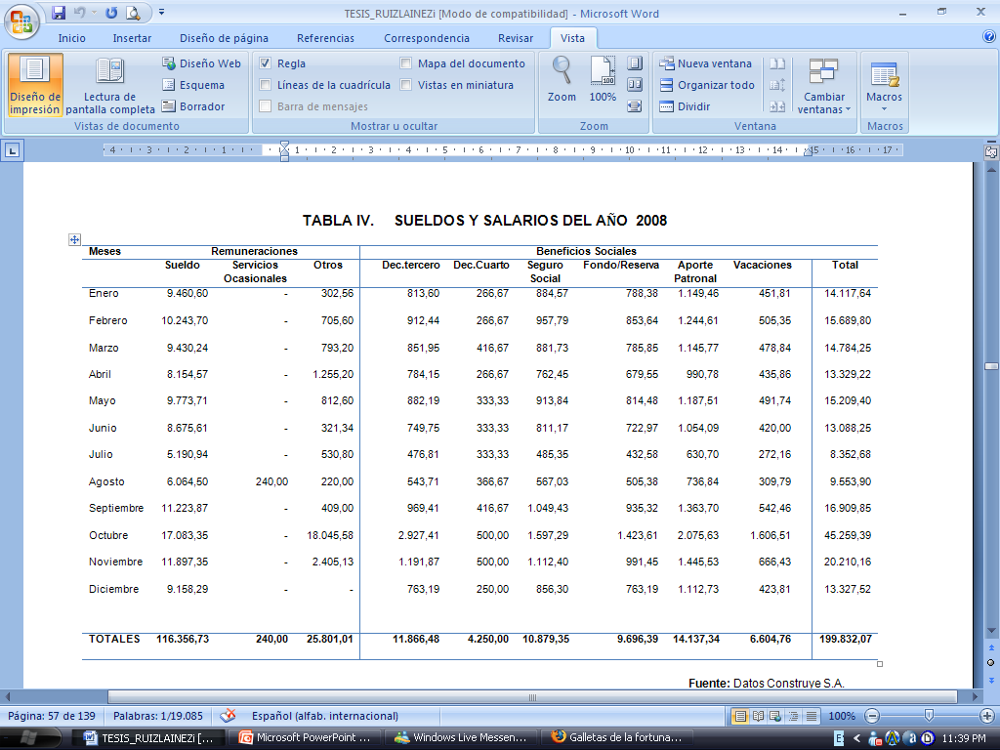 TESIS_RUIZLAINEZi [Modo de compatibilidad] - Microsoft Word
Inicio Insertar Diseño de página Referencias Correspondencia Revisar Vista
Diseño de impresión
Lectura de pantalla completa
Diseño Web
Esquema
Borrador
Vistas de documento
Regla
Líneas de la cuadrícula
Barra de mensajes
Mapa del documento
Vistas en miniatura
Mostrar u ocultar
Zoom
100%
Zoom
Nueva ventana
Organizar todo
Dividir
Cambiar ventanas
Ventana
Macros
Macros
4 3 2 1 1 2 3 4 5 6 7 8 9 10 11 12 13 14 15 16 17
TABLA IV. SUELDOS Y SALARIOS DEL AÑO 2008
Meses Remuneraciones Beneficios Sociales
Sueldo Servicios Ocasionales Otros Dec.tercero Dec.Cuarto Seguro Social Fondo/Reserva Aporte Patronal Vacaciones Total
Enero 9.460,60 - 302,56 813,60 266,67 884,57 788,38 1.149,46 451,81 14.117,64
Febrero 10.243,70 - 705,60 912,44 266,67 957,79 853,64 1.244,61 505,35 15.689,80
Marzo 9.430,24 - 793,20 851,95 416,67 881,73 785,85 1.145,77 478,84 14.784,25
Abril 8.154,57 - 1.255,20 784,15 266,67 762,45 679,55 990,78 435,86 13.329,22
Mayo 9.773,71 - 812,60 882,19 333,33 913,84 814,48 1.187,51 491,74 15.209,40
Junio 8.675,61 - 321,34 749,75 333,33 811,17 722,97 1.054,09 420,00 13.088,25
Julio 5.190,94 - 530,80 476,81 333,33 485,35 432,58 630,70 272,16 8.352,68
Agosto 6.064,50 240,00 220,00 543,71 366,67 567,03 505,38 736,84 309,79 9.553,90
Septiembre 11.223,87 - 409,00 969,41 416,67 1.049,43 935,32 1.363,70 542,46 16.909,85
Octubre 17.083,35 - 18.045,58 2.927,41 500,00 1.597,29 1.423,61 2.075,63 1.606,51 45.259,39
Noviembre 11.897,35 - 2.405,13 1.191,87 500,00 1.112,40 991,45 1.445,53 666,43 20.210,16
Diciembre 9.158,29 - - 763,19 250,00 856,30 763,19 1.112,73 423,81 13.327,52
TOTALES 116.356,73 240,00 25.801,01 11.866,48 4.250,00 10.879,35 9.696,39 14.137,34 6.604,76 199.832,07
Fuente: Datos Construye S.A.
Página: 57 de 139 Palabras: 1/19.085 Español (alfab. internacional) 100%
TESIS_RUIZLAINEZi [... Microsoft PowerPoint ... Windows Live Messen... Galletas de la fortuna... 11:39 PM